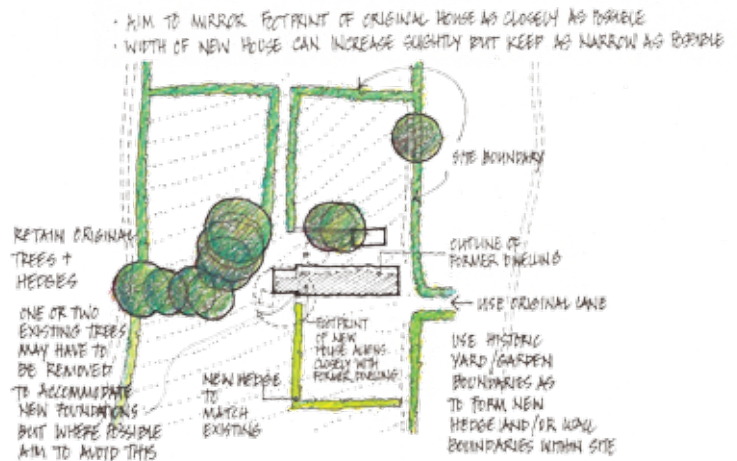 · AIM TO MIRROR FOOTPRINT OF ORIGINAL HOUSE AS CLOSELY AS POSSIBLE
· WIDTH OF NEW HOUSE CAN INCREASE SLIGHTLY BUT KEEP AS NARROW AS POSSIBLE
SITE BOUNDARY
RETAIN ORIGINAL
TREES +
HEDGES
ONE OR TWO
EXISTING TREES
MAY HAVE TO
BE REMOVED
TO ACCOMMODATE
NEW FOUNDATIONS
BUT WHERE POSSIBLE
AIM TO AVOID THIS
OUTLINE OF
FORMER DWELLING
USE ORIGINAL LANE
FOOTPRINT
OF NEW
HOUSE ALIGNS
CLOSELY WITH
FORMER DWELLING
NEW HEDGE
TO
MATCH
EXISTING
USE HISTORIC
YARD/GARDEN
BOUNDARIES AS
TO FORM NEW
HEDGE AND/OR WALL
BOUNDARIES WITHIN SITE